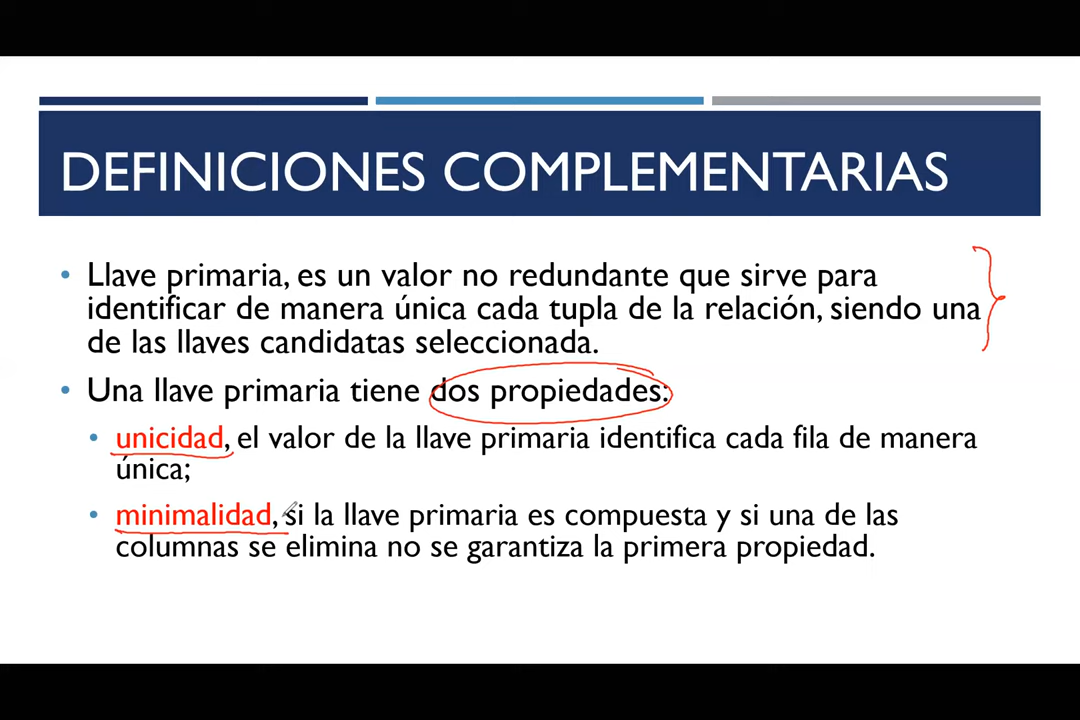 DEFINICIONES COMPLEMENTARIAS
• Llave primaria, es un valor no redundante que sirve para
identificar de manera única cada tupla de la relación, siendo una
de las llaves candidatas seleccionada.
• Una llave primaria tiene dos propiedades:
• unicidad, el valor de la llave primaria identifica cada fila de manera
única;
• minimalidad, si la llave primaria es compuesta y si una de las
columnas se elimina no se garantiza la primera propiedad.